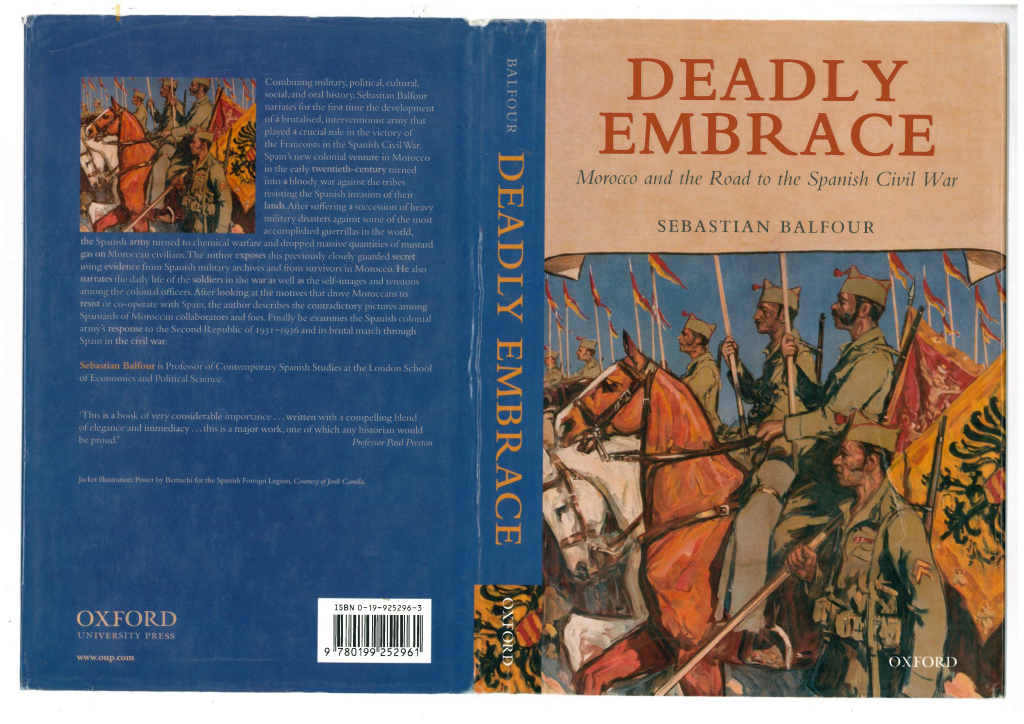 Combining military, political, cultural,
social, and oral history, Sebastian Balfour
narrates for the first time the development
of a brutalised, interventionist army that
played a crucial role in the victory of
the Francoists in the Spanish Civil War.
Spain's new colonial venture in Morocco
in the early twentieth-century turned
into a bloody war against the tribes
resisting the Spanish invasion of their
lands. After suffering a succession of heavy
military disasters against some of the most
accomplished guerrillas in the world,
the Spanish army turned to chemical warfare and dropped massive quantities of mustard
gas on Moroccan civilians. The author exposes this previously closely guarded secret
using evidence from Spanish military archives and from survivors in Morocco. He also
narrates the daily life of the soldiers in the war as well as the self-images and tensions
among the colonial officers. After looking at the motives that drove Moroccans to
resist or co-operate with Spain, the author describes the contradictory pictures among
Spaniards of Moroccan collaborators and foes. Finally he examines the Spanish colonial
army's response to the Second Republic of 1931–1936 and its brutal march through
Spain in the civil war.
Sebastian Balfour is Professor of Contemporary Spanish Studies at the London School
of Economics and Political Science.
'This is a book of very considerable importance ... written with a compelling blend
of elegance and immediacy ... this is a major work, one of which any historian would
be proud.'
Professor Paul Preston
Jacket illustration: Poster by Bertuchi for the Spanish Foreign Legion. Courtesy of Jordi Carulla.
OXFORD
UNIVERSITY PRESS
www.oup.com
ISBN 0-19-925296-3
9 780199 252961
BALFOUR
DEADLY EMBRACE
OXFORD
DEADLY
EMBRACE
Morocco and the Road to the Spanish Civil War
SEBASTIAN BALFOUR
OXFORD